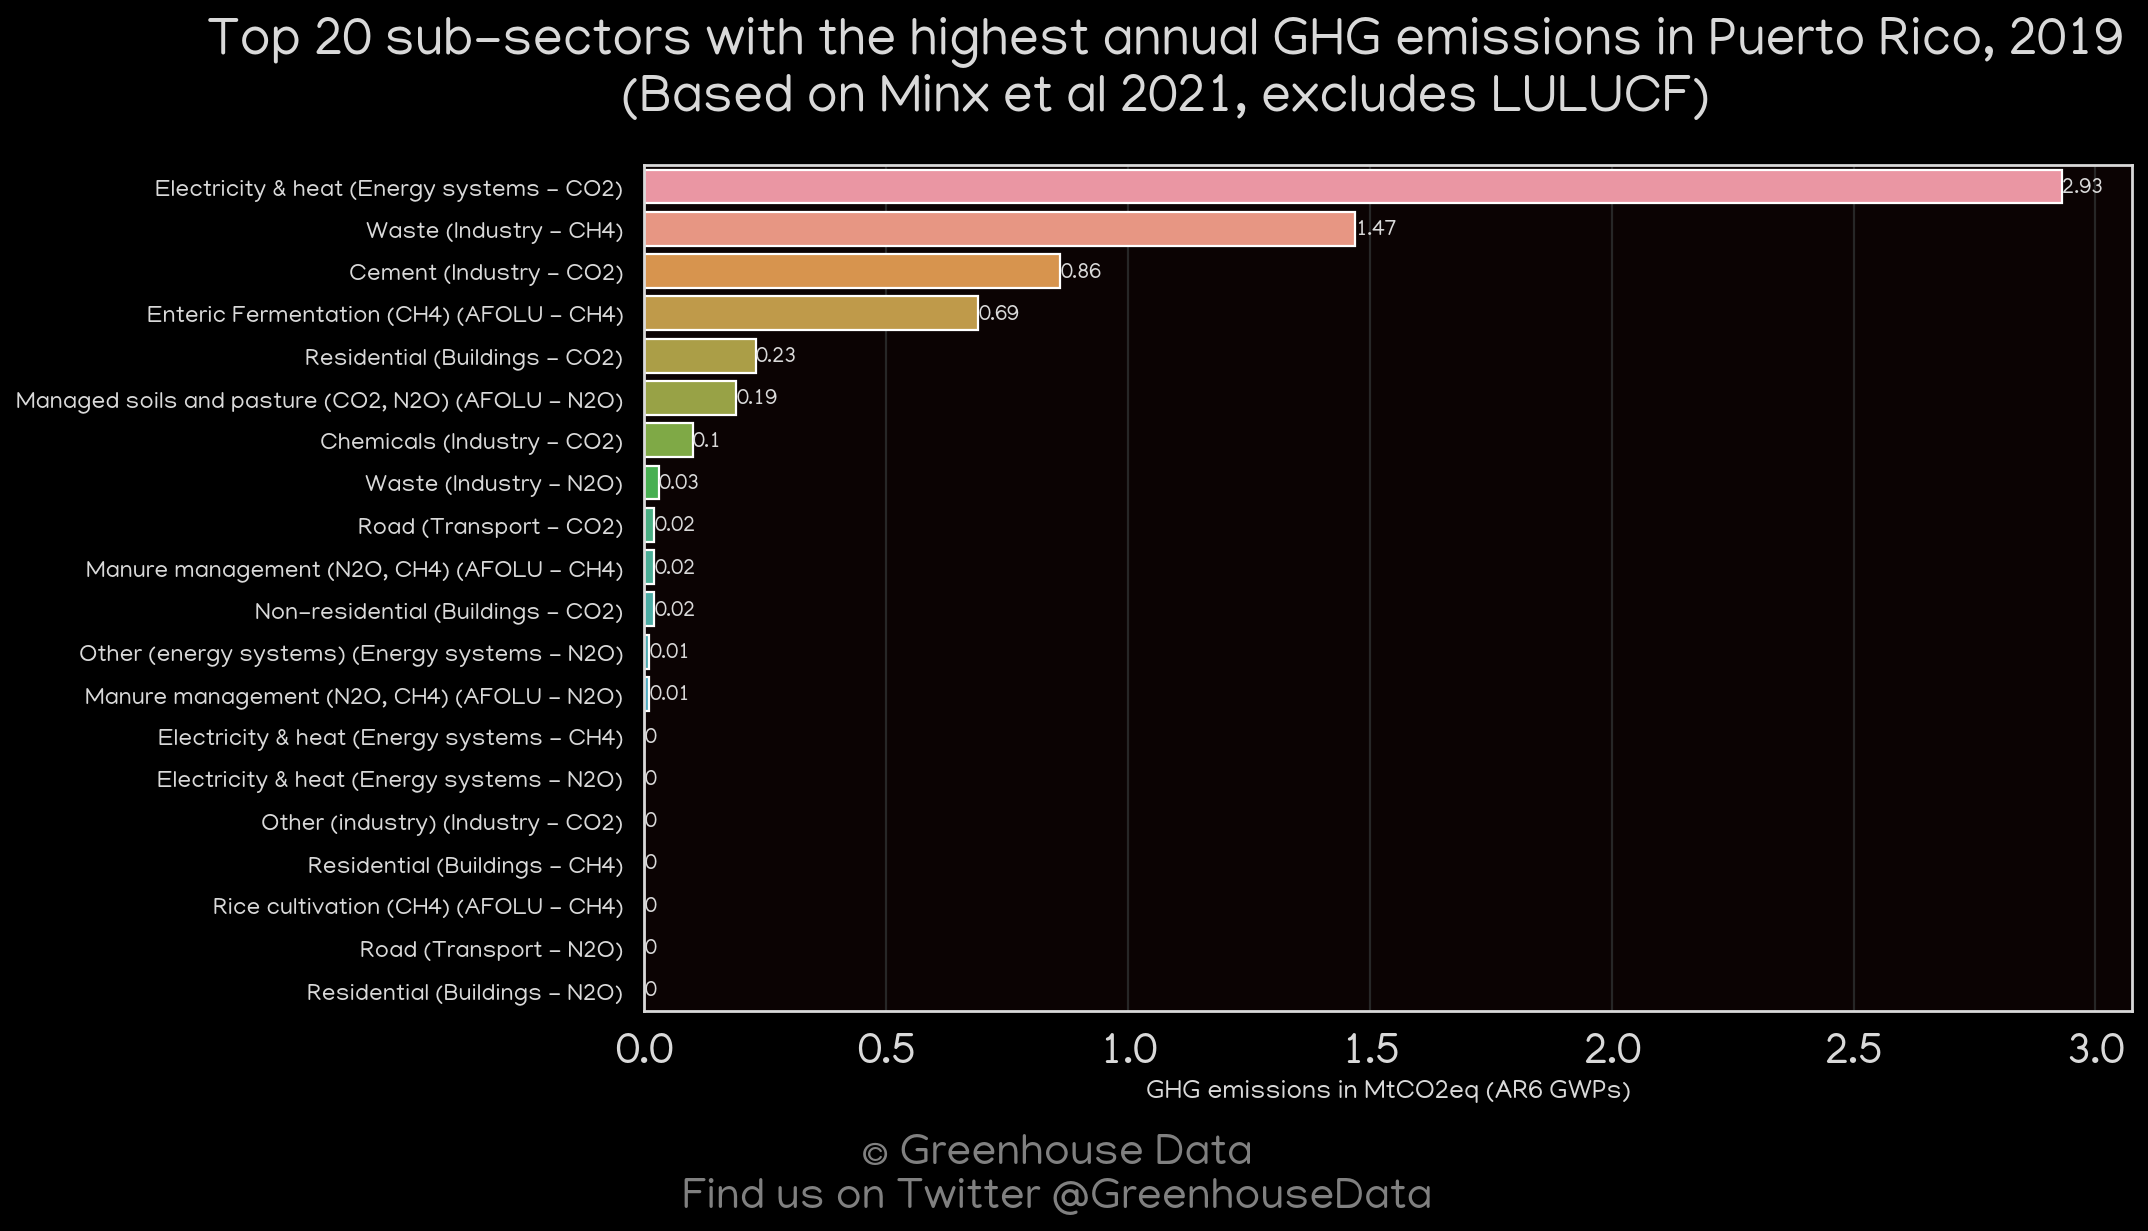 Top 20 sub-sectors with the highest annual GHG emissions in Puerto Rico, 2019
(Based on Minx et al 2021, excludes LULUCF)
Electricity & heat (Energy systems - CO2) 2.93
Waste (Industry - CH4) 1.47
Cement (Industry - CO2) 0.86
Enteric Fermentation (CH4) (AFOLU - CH4) 0.69
Residential (Buildings - CO2) 0.23
Managed soils and pasture (CO2, N2O) (AFOLU - N2O) 0.19
Chemicals (Industry - CO2) 0.1
Waste (Industry - N2O) 0.03
Road (Transport - CO2) 0.02
Manure management (N2O, CH4) (AFOLU - CH4) 0.02
Non-residential (Buildings - CO2) 0.02
Other (energy systems) (Energy systems - N2O) 0.01
Manure management (N2O, CH4) (AFOLU - N2O) 0.01
Electricity & heat (Energy systems - CH4) 0
Electricity & heat (Energy systems - N2O) 0
Other (industry) (Industry - CO2) 0
Residential (Buildings - CH4) 0
Rice cultivation (CH4) (AFOLU - CH4) 0
Road (Transport - N2O) 0
Residential (Buildings - N2O) 0
0.0 0.5 1.0 1.5 2.0 2.5 3.0
GHG emissions in MtCO2eq (AR6 GWPs)
© Greenhouse Data
Find us on Twitter @GreenhouseData